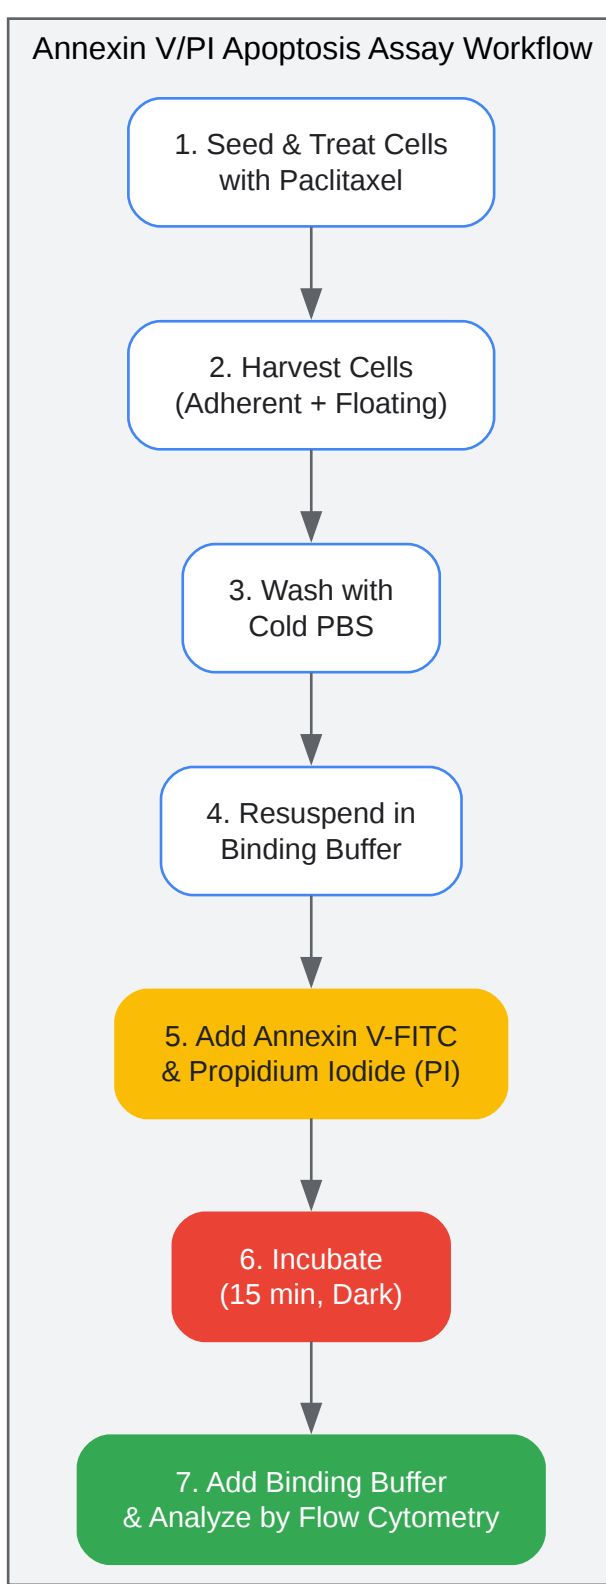 Annexin V/PI Apoptosis Assay Workflow
1. Seed & Treat Cells
with Paclitaxel
2. Harvest Cells
(Adherent + Floating)
3. Wash with
Cold PBS
4. Resuspend in
Binding Buffer
5. Add Annexin V-FITC
& Propidium Iodide (PI)
6. Incubate
(15 min, Dark)
7. Add Binding Buffer
& Analyze by Flow Cytometry